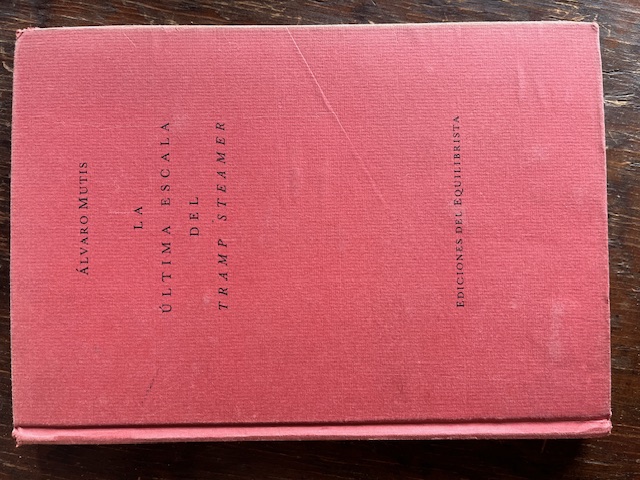 ÁLVARO MUTIS
LA
ÚLTIMA ESCALA
DEL
TRAMP STEAMER
EDICIONES DEL EQUILIBRISTA